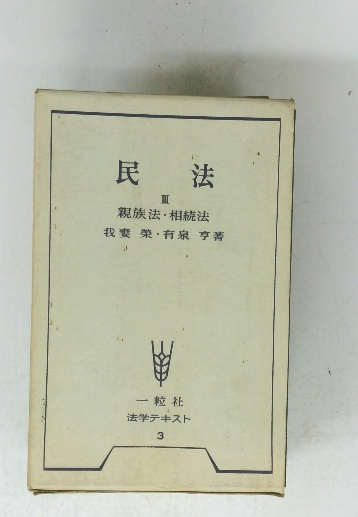 民 法
III
親族法・相続法
我妻 榮・有泉 亨著
一粒社
法学テキスト
3